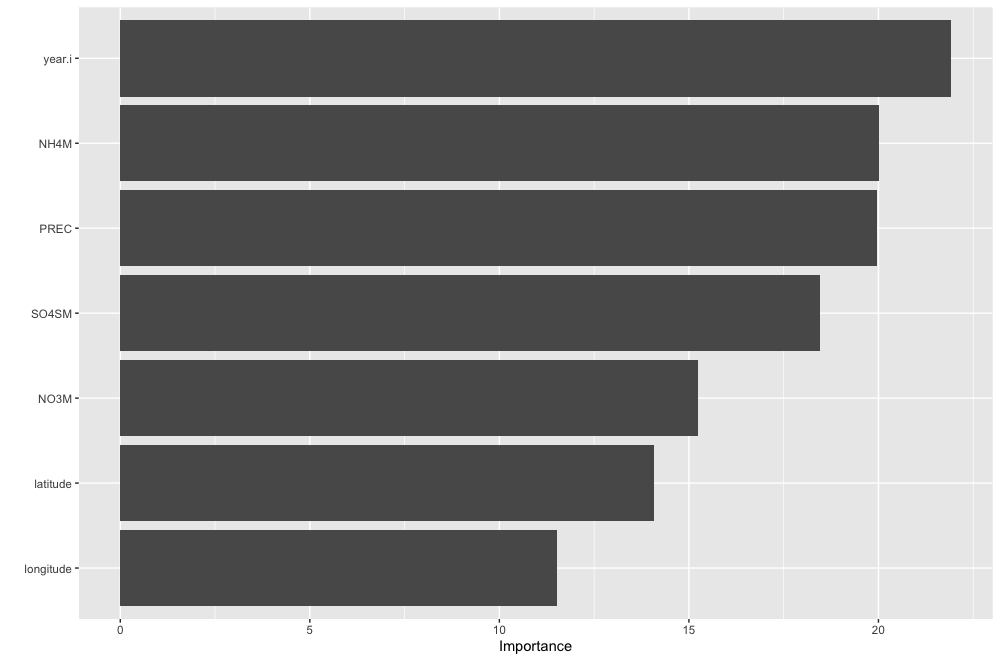 year.i
NH4M
PREC
SO4SM
NO3M
latitude
longitude
0 5 10 15 20
Importance